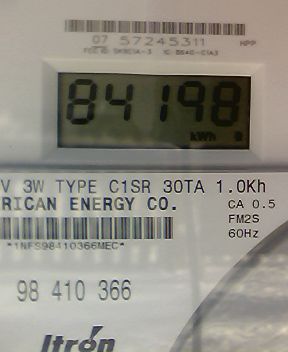 07 57245311 HPP
84198
kWh
V 3W TYPE C1SR 30TA 1.0Kh
RICAN ENERGY CO. CA 0.5
FM2S
*1NFS98410366MEC* 60Hz
98 410 366
Itron